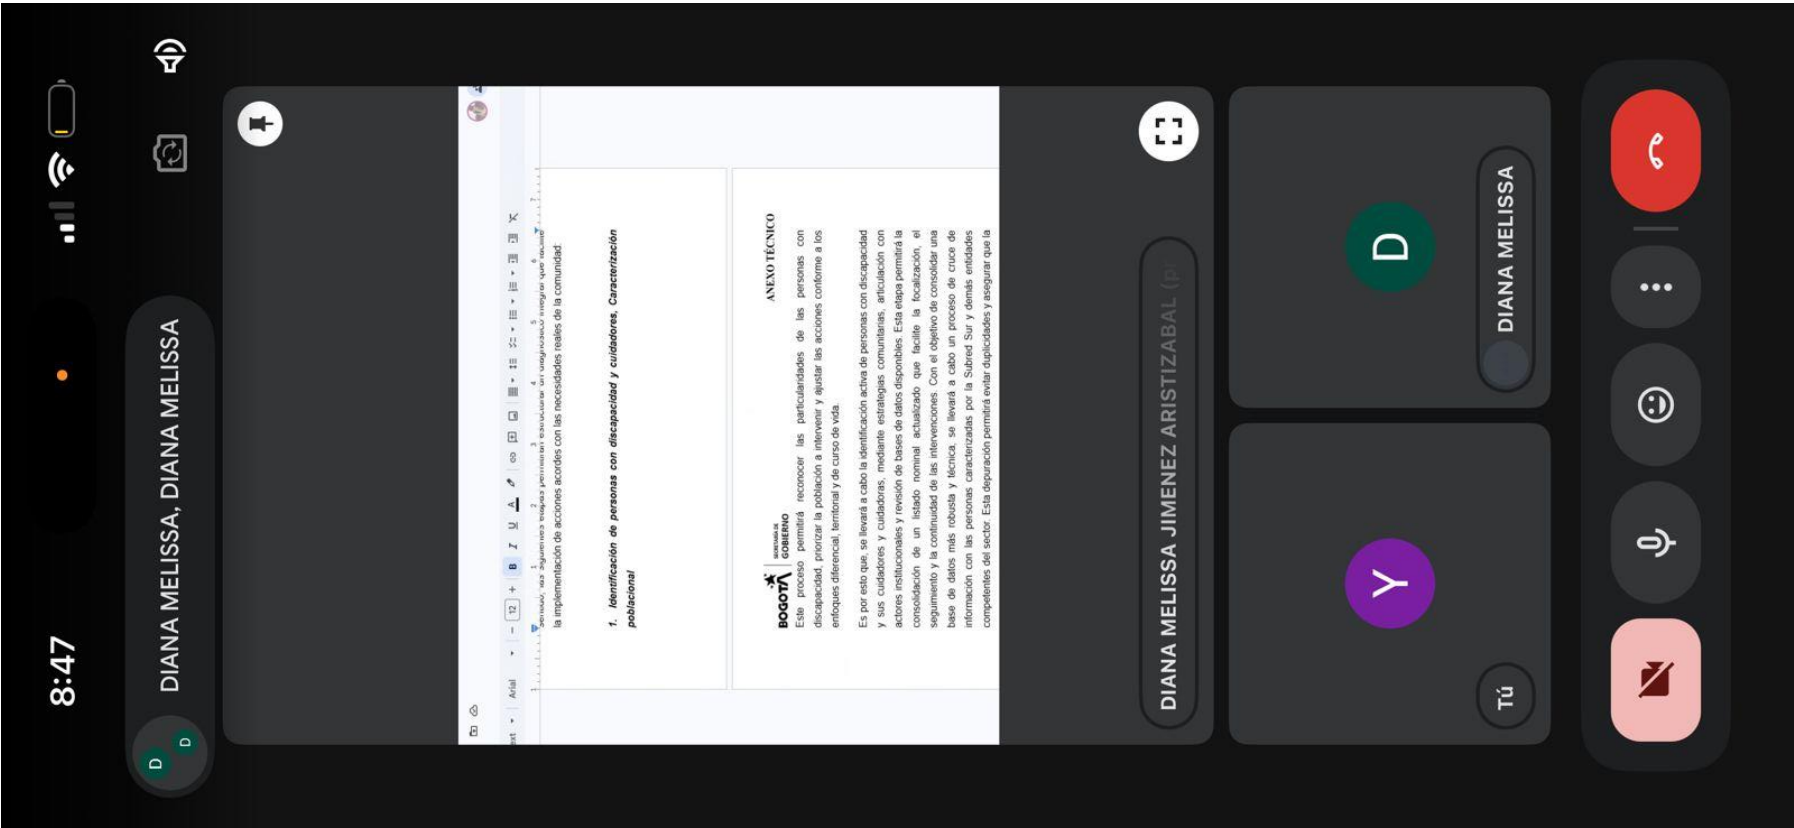 8:47
D
D
DIANA MELISSA, DIANA MELISSA
ext
Arial
12
B
I
U
A
la implementación de acciones acordes con las necesidades reales de la comunidad:
1. Identificación de personas con discapacidad y cuidadores, Caracterización
poblacional
BOGOTÁ
SECRETARÍA DE
GOBIERNO
ANEXO TÉCNICO
Este proceso permitirá reconocer las particularidades de las personas con
discapacidad, priorizar la población a intervenir y ajustar las acciones conforme a los
enfoques diferencial, territorial y de curso de vida.
Es por esto que, se llevará a cabo la identificación activa de personas con discapacidad
y sus cuidadores y cuidadoras, mediante estrategias comunitarias, articulación con
actores institucionales y revisión de bases de datos disponibles. Esta etapa permitirá la
consolidación de un listado nominal actualizado que facilite la focalización, el
seguimiento y la continuidad de las intervenciones. Con el objetivo de consolidar una
base de datos más robusta y técnica, se llevará a cabo un proceso de cruce de
información con las personas caracterizadas por la Subred Sur y demás entidades
competentes del sector. Esta depuración permitirá evitar duplicidades y asegurar que la
DIANA MELISSA JIMENEZ ARISTIZABAL (pr
Y
Tú
D
DIANA MELISSA